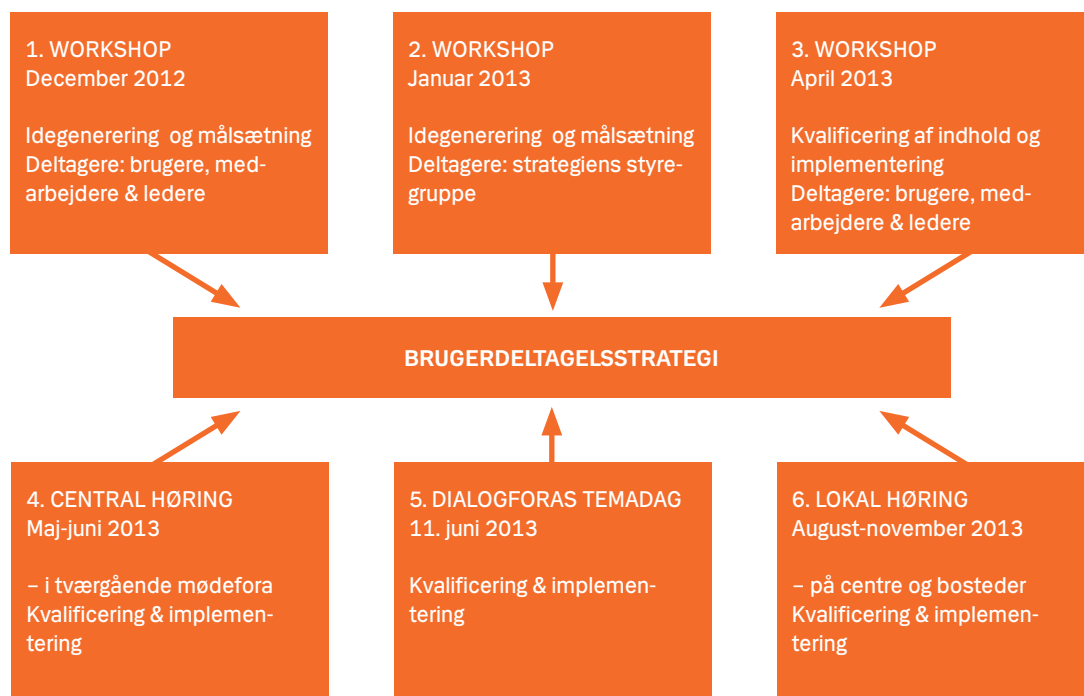 1. WORKSHOP
December 2012
Idegenerering og målsætning
Deltagere: brugere, med-
arbejdere & ledere
2. WORKSHOP
Januar 2013
Idegenerering og målsætning
Deltagere: strategiens styre-
gruppe
3. WORKSHOP
April 2013
Kvalificering af indhold og
implementering
Deltagere: brugere, med-
arbejdere & ledere
BRUGERDELTAGELSSTRATEGI
4. CENTRAL HØRING
Maj-juni 2013
– i tværgående mødefora
Kvalificering & implemen-
tering
5. DIALOGFORAS TEMADAG
11. juni 2013
Kvalificering & implemen-
tering
6. LOKAL HØRING
August-november 2013
– på centre og bosteder
Kvalificering & implemen-
tering